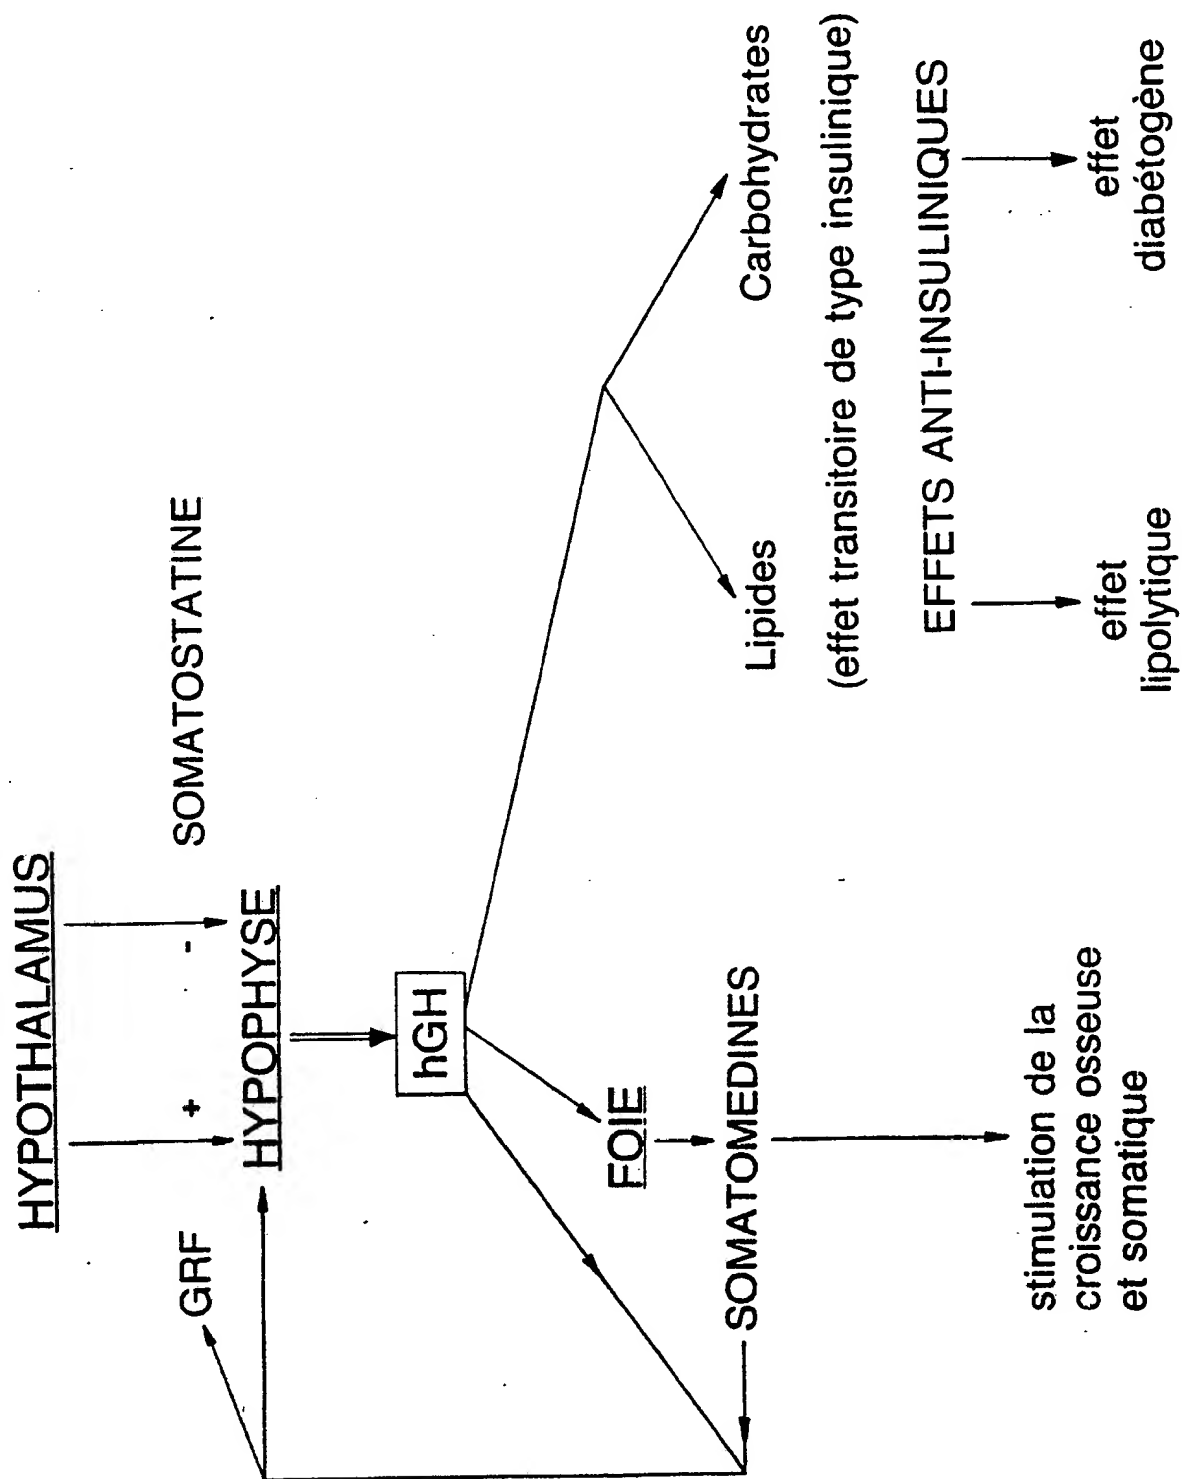 HYPOTHALAMUS
GRF
+
-
SOMATOSTATINE
HYPOPHYSE
hGH
FOIE
SOMATOMEDINES
stimulation de la
croissance osseuse
et somatique
Lipides
Carbohydrates
(effet transitoire de type insulinique)
EFFETS ANTI-INSULINIQUES
effet
lipolytique
effet
diabétogène